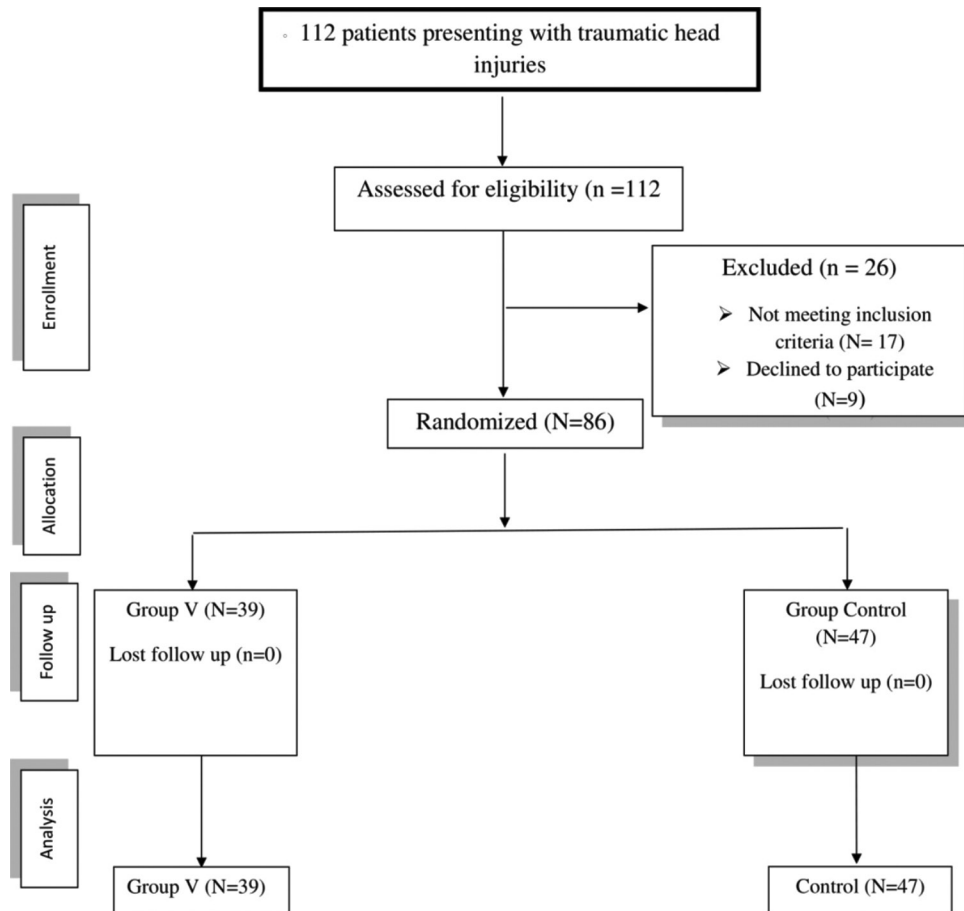 ◦ 112 patients presenting with traumatic head
injuries
Assessed for eligibility (n =112
Enrollment
Excluded (n = 26)
➢ Not meeting inclusion
criteria (N= 17)
➢ Declined to participate
(N=9)
Randomized (N=86)
Allocation
Follow up
Group V (N=39)
Lost follow up (n=0)
Group Control
(N=47)
Lost follow up (n=0)
Analysis
Group V (N=39)
Control (N=47)